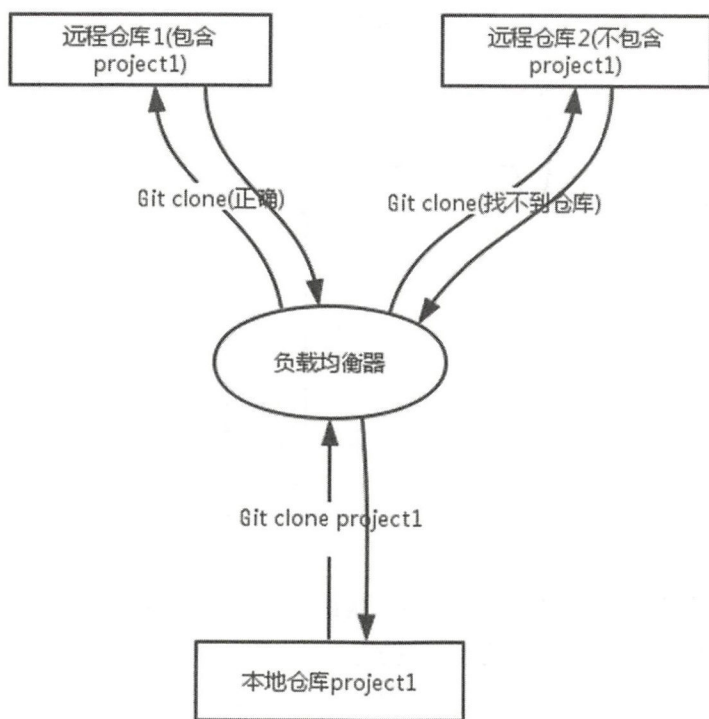 远程仓库1(包含
project1)
远程仓库2(不包含
project1)
Git clone(正确)
Git clone(找不到仓库)
负载均衡器
Git clone project1
本地仓库project1